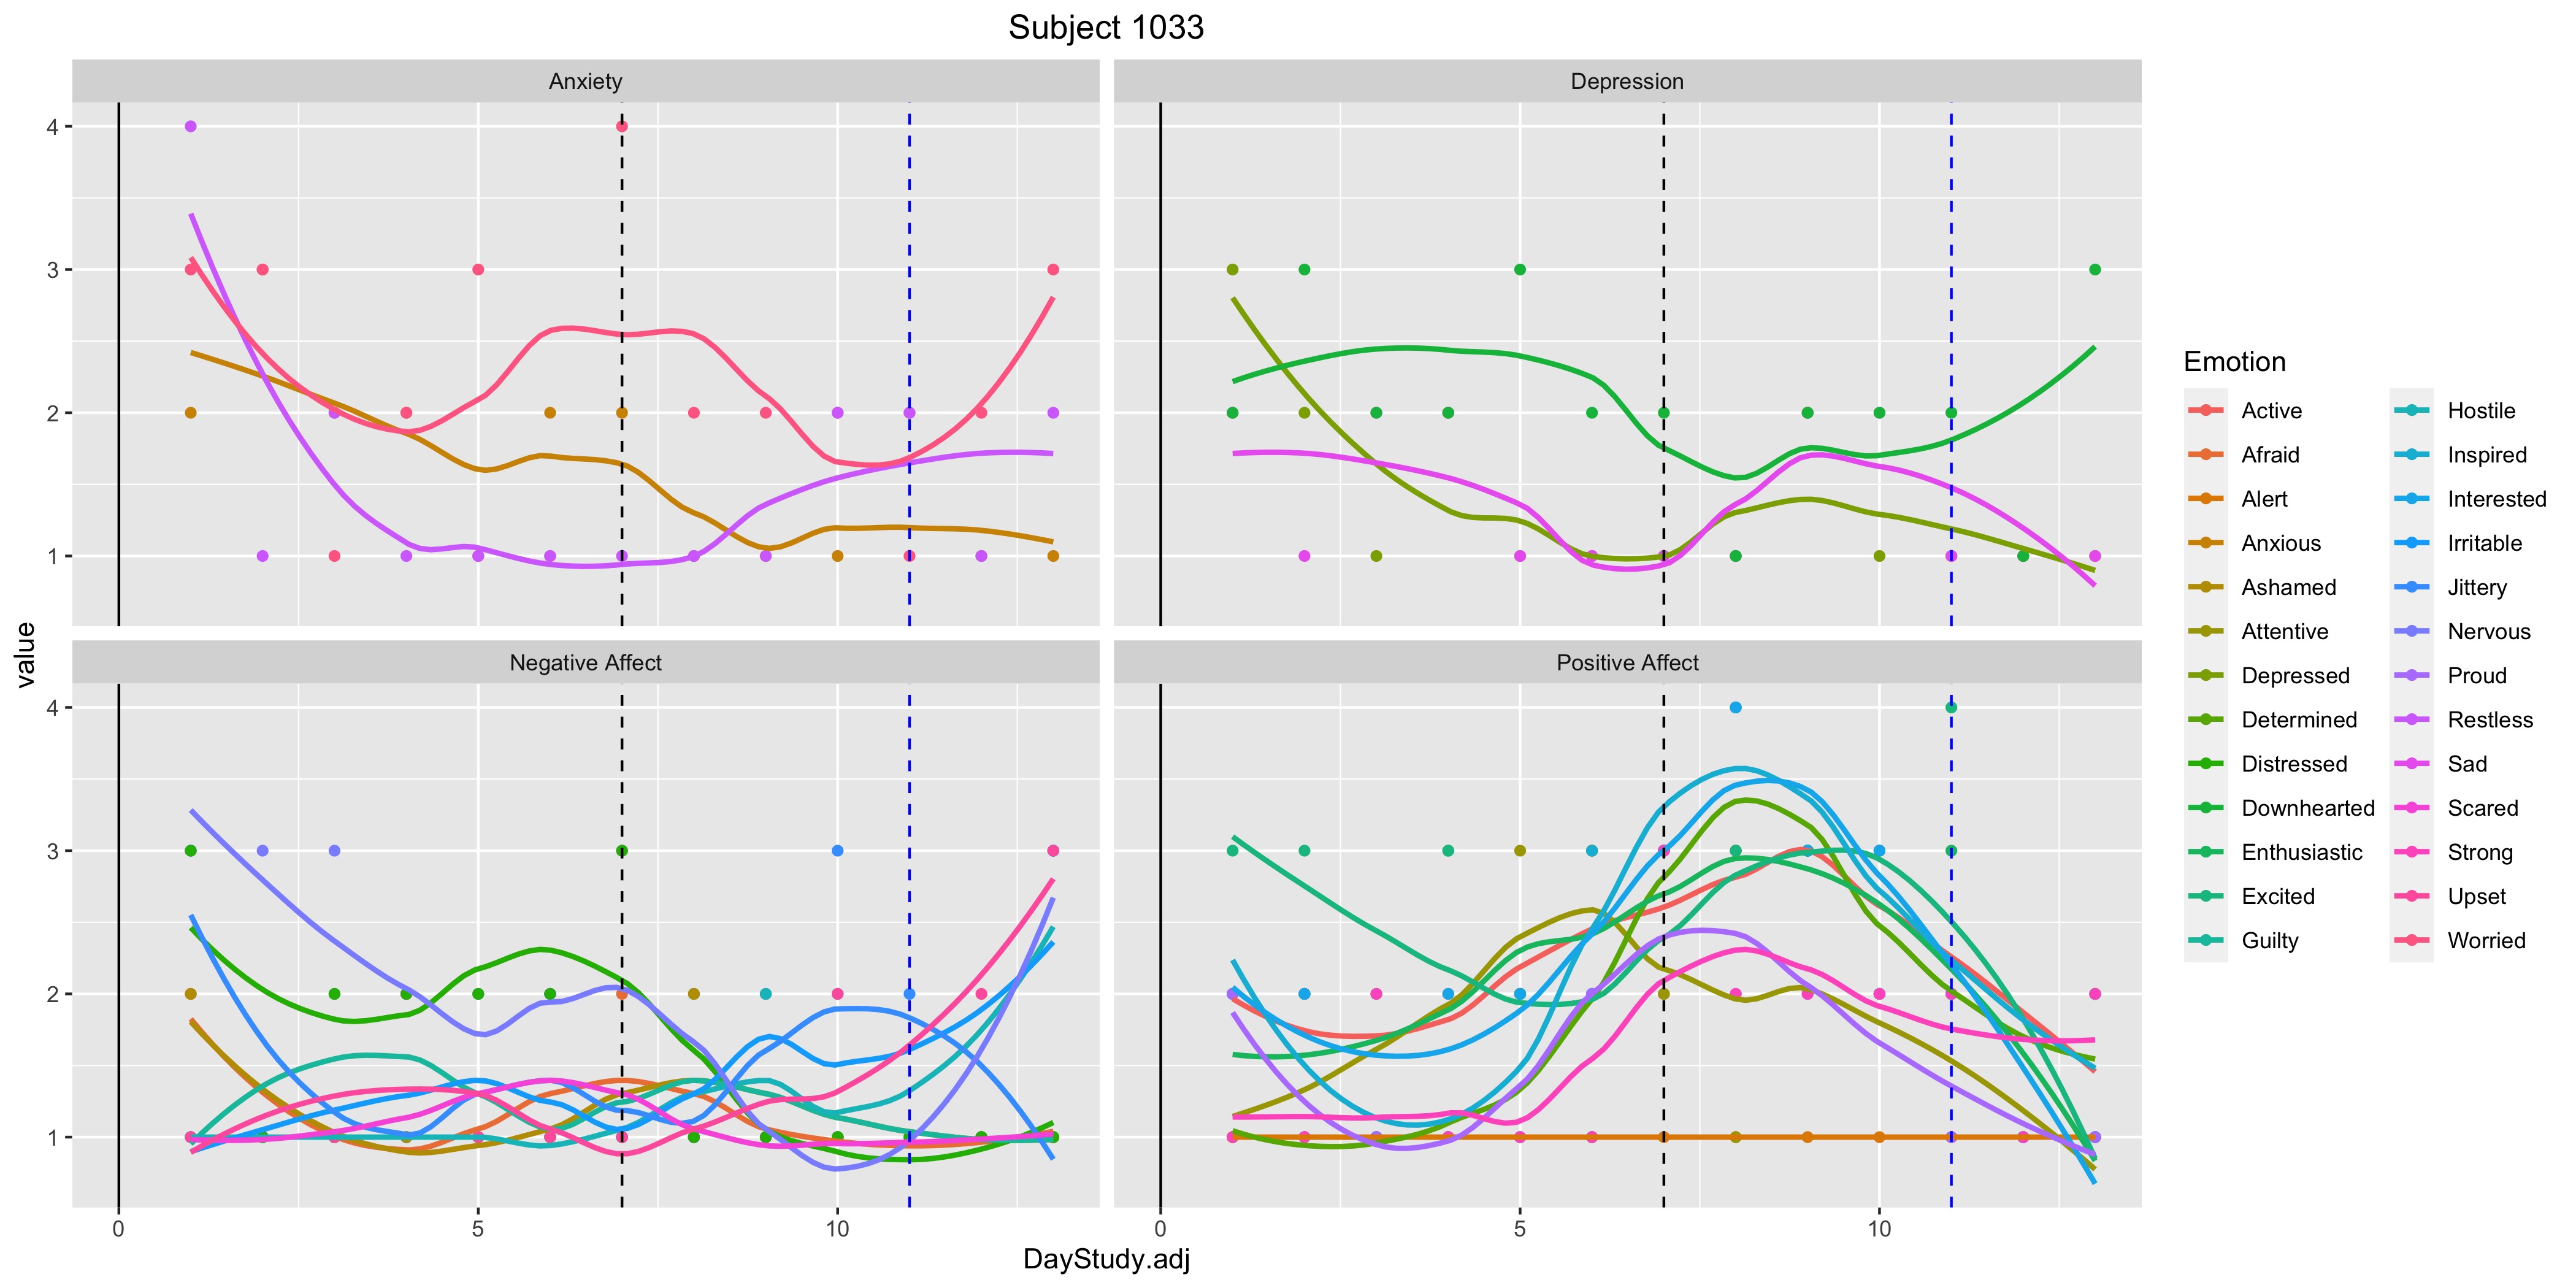 Subject 1033
Anxiety
Depression
4
3
2
1
value
Negative Affect
Positive Affect
4
3
2
1
0
5
10
0
5
10
DayStudy.adj
Emotion
Active
Afraid
Alert
Anxious
Ashamed
Attentive
Depressed
Determined
Distressed
Downhearted
Enthusiastic
Excited
Guilty
Hostile
Inspired
Interested
Irritable
Jittery
Nervous
Proud
Restless
Sad
Scared
Strong
Upset
Worried